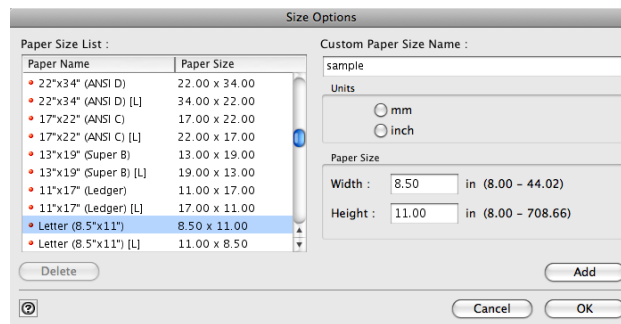 Size Options
Paper Size List :
Paper Name Paper Size
22"x34" (ANSI D) 22.00 x 34.00
22"x34" (ANSI D) [L] 34.00 x 22.00
17"x22" (ANSI C) 17.00 x 22.00
17"x22" (ANSI C) [L] 22.00 x 17.00
13"x19" (Super B) 13.00 x 19.00
13"x19" (Super B) [L] 19.00 x 13.00
11"x17" (Ledger) 11.00 x 17.00
11"x17" (Ledger) [L] 17.00 x 11.00
Letter (8.5"x11") 8.50 x 11.00
Letter (8.5"x11") [L] 11.00 x 8.50
Delete
Custom Paper Size Name :
sample
Units
mm
inch
Paper Size
Width : 8.50 in (8.00 - 44.02)
Height : 11.00 in (8.00 - 708.66)
Add
?
Cancel OK